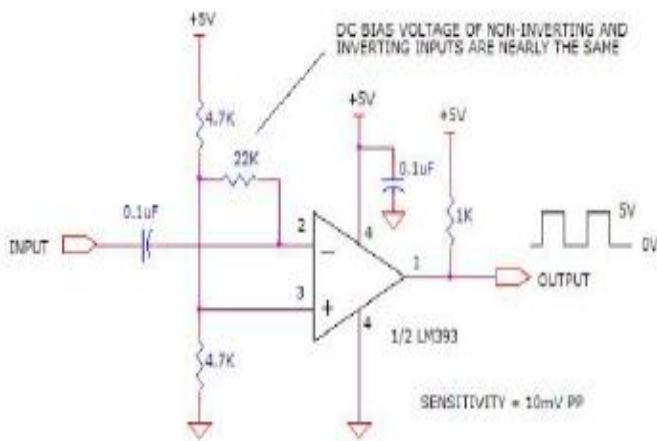 DC BIAS VOLTAGE OF NON-INVERTING AND
INVERTING INPUTS ARE NEARLY THE SAME
+5V
4.7K
22K
+5V
0.1uF
+5V
1K
0.1uF
INPUT
2
4
3
1
4
5V
0V
OUTPUT
1/2 LM393
4.7K
SENSITIVITY = 10mV PP